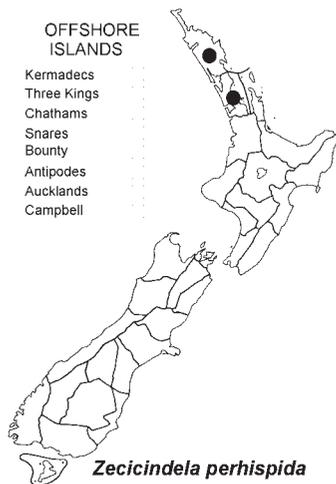 OFFSHORE
ISLANDS
Kermadecs
Three Kings
Chathams
Snares
Bounty
Antipodes
Aucklands
Campbell
Zecicindela perhispida